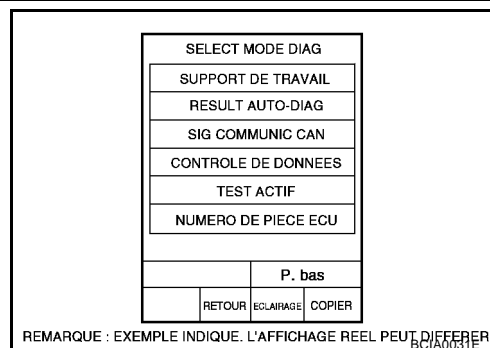 SELECT MODE DIAG
SUPPORT DE TRAVAIL
RESULT AUTO-DIAG
SIG COMMUNIC CAN
CONTROLE DE DONNEES
TEST ACTIF
NUMERO DE PIECE ECU
P. bas
RETOUR ECLAIRAGE COPIER
REMARQUE : EXEMPLE INDIQUE. L'AFFICHAGE REEL PEUT DIFFERER
BCIA0031E